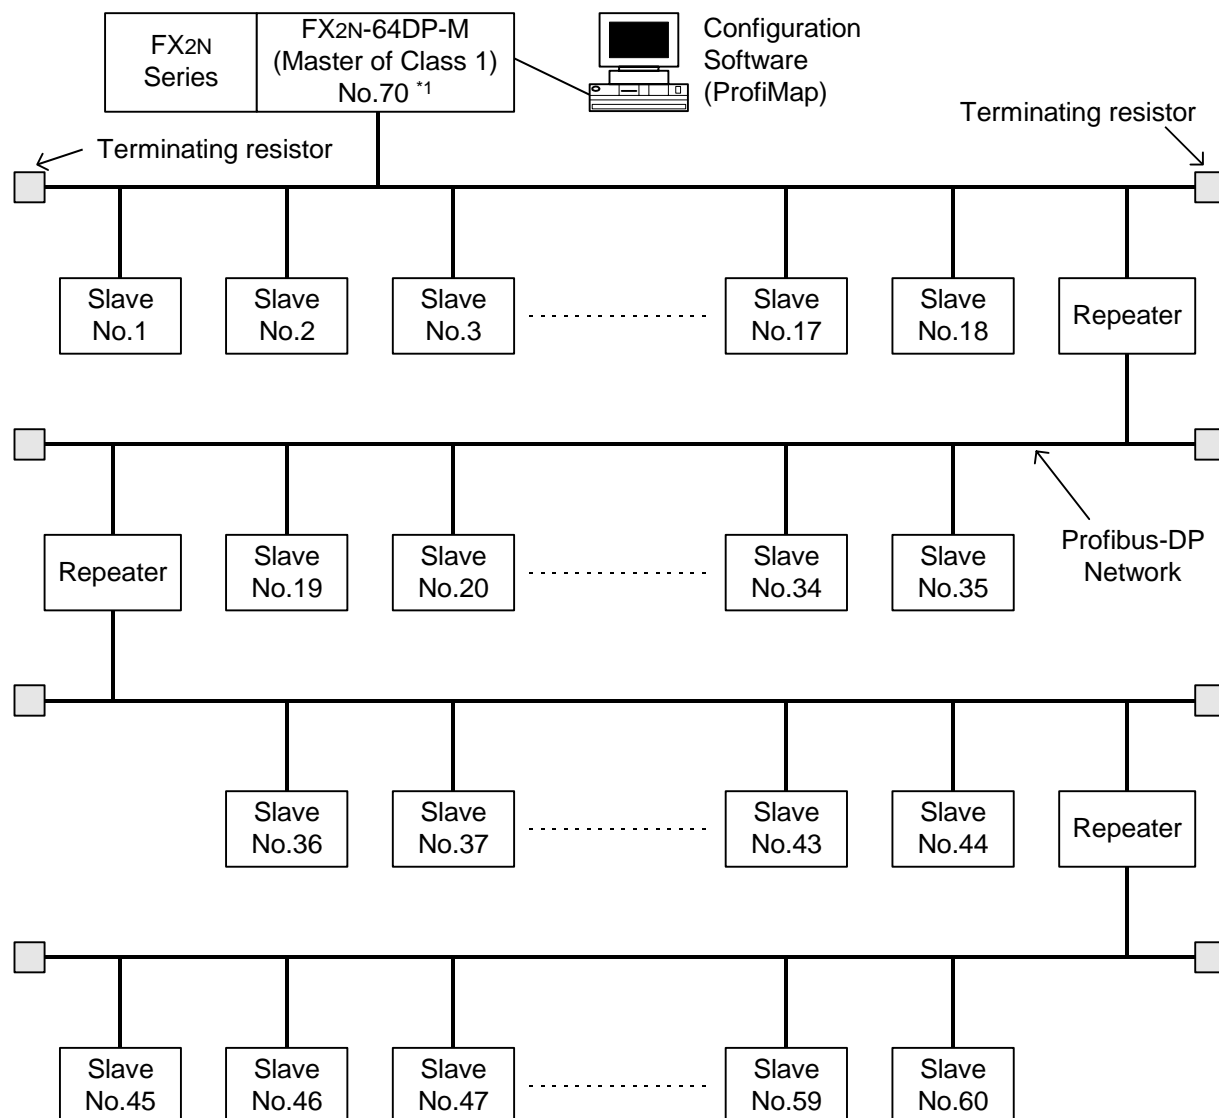 FX2N
Series
FX2N-64DP-M
(Master of Class 1)
No.70 *1
Configuration
Software
(ProfiMap)
Terminating resistor
Terminating resistor
Slave
No.1
Slave
No.2
Slave
No.3
Slave
No.17
Slave
No.18
Repeater
Repeater
Slave
No.19
Slave
No.20
Slave
No.34
Slave
No.35
Profibus-DP
Network
Slave
No.36
Slave
No.37
Slave
No.43
Slave
No.44
Repeater
Slave
No.45
Slave
No.46
Slave
No.47
Slave
No.59
Slave
No.60